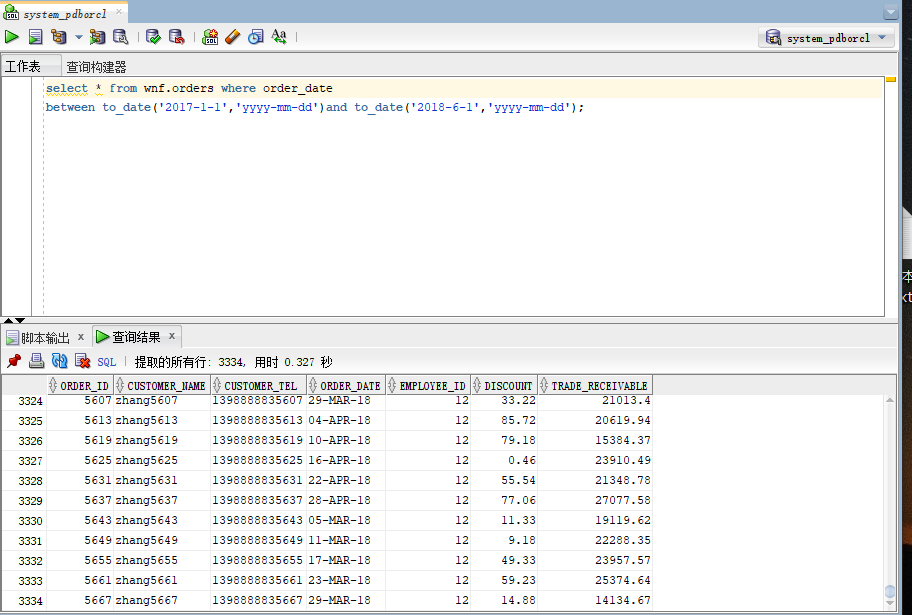 system_pdborcl
system_pdborcl
工作表 查询构建器
select * from wnf.orders where order_date
between to_date('2017-1-1','yyyy-mm-dd')and to_date('2018-6-1','yyyy-mm-dd');
脚本输出 × 查询结果 ×
SQL 提取的所有行: 3334, 用时 0.327 秒
ORDER_ID CUSTOMER_NAME CUSTOMER_TEL ORDER_DATE EMPLOYEE_ID DISCOUNT TRADE_RECEIVABLE
3324 5607 zhang5607 1398888835607 29-MAR-18 12 33.22 21013.4
3325 5613 zhang5613 1398888835613 04-APR-18 12 85.72 20619.94
3326 5619 zhang5619 1398888835619 10-APR-18 12 79.18 15384.37
3327 5625 zhang5625 1398888835625 16-APR-18 12 0.46 23910.49
3328 5631 zhang5631 1398888835631 22-APR-18 12 55.54 21348.78
3329 5637 zhang5637 1398888835637 28-APR-18 12 77.06 27077.58
3330 5643 zhang5643 1398888835643 05-MAR-18 12 11.33 19119.62
3331 5649 zhang5649 1398888835649 11-MAR-18 12 9.18 22288.35
3332 5655 zhang5655 1398888835655 17-MAR-18 12 49.33 23957.57
3333 5661 zhang5661 1398888835661 23-MAR-18 12 59.23 25374.64
3334 5667 zhang5667 1398888835667 29-MAR-18 12 14.88 14134.67